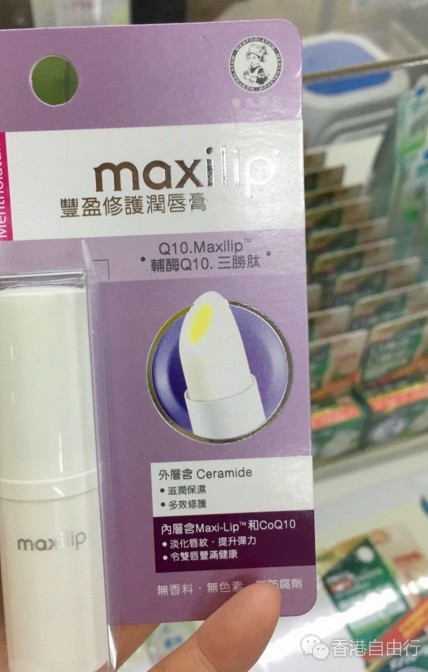 Mentholatum
maxilip
豐盈修護潤唇膏
Q10.Maxilip™
輔酶Q10. 三勝肽
外層含 Ceramide
• 滋潤保濕
• 多效修護
內層含Maxi-Lip™和CoQ10
• 淡化唇紋，提升彈力
• 令雙唇豐滿健康
無香料．無色素．無防腐劑
maxilip
香港自由行